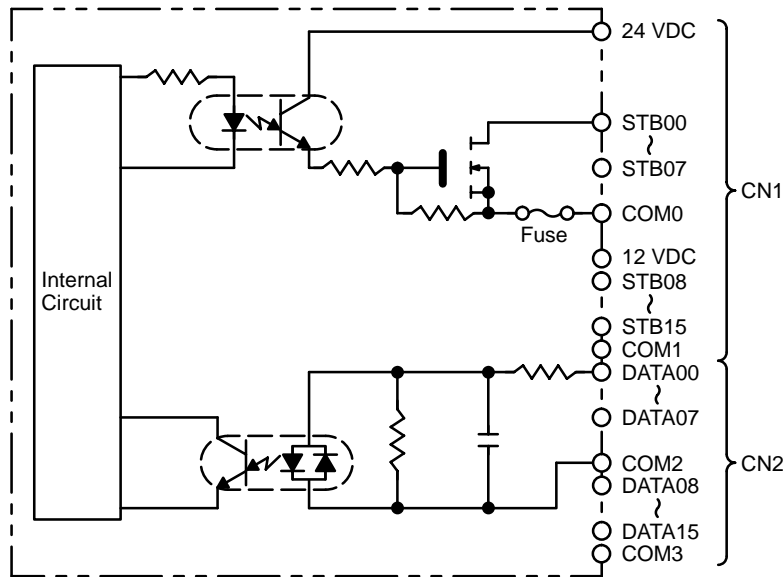 24 VDC
STB00
~
STB07
CN1
COM0
Fuse
12 VDC
Internal
Circuit
STB08
~
STB15
COM1
DATA00
~
DATA07
COM2
CN2
DATA08
~
DATA15
COM3